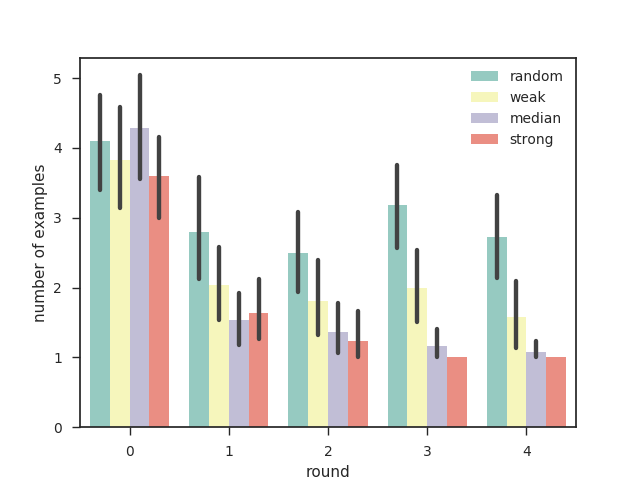 number of examples
5
4
3
2
1
0
random
weak
median
strong
0 1 2 3 4
round